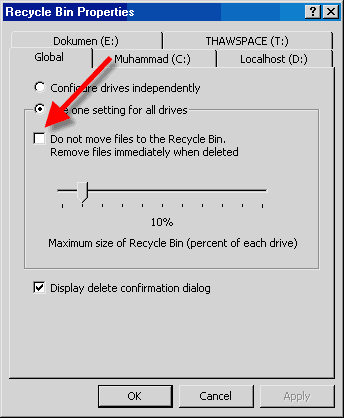 Recycle Bin Properties
Dokumen (E:)
THAWSPACE (T:)
Global
Muhammad (C:)
Localhost (D:)
Configure drives independently
one setting for all drives
Do not move files to the Recycle Bin.
Remove files immediately when deleted
10%
Maximum size of Recycle Bin (percent of each drive)
Display delete confirmation dialog
OK
Cancel
Apply